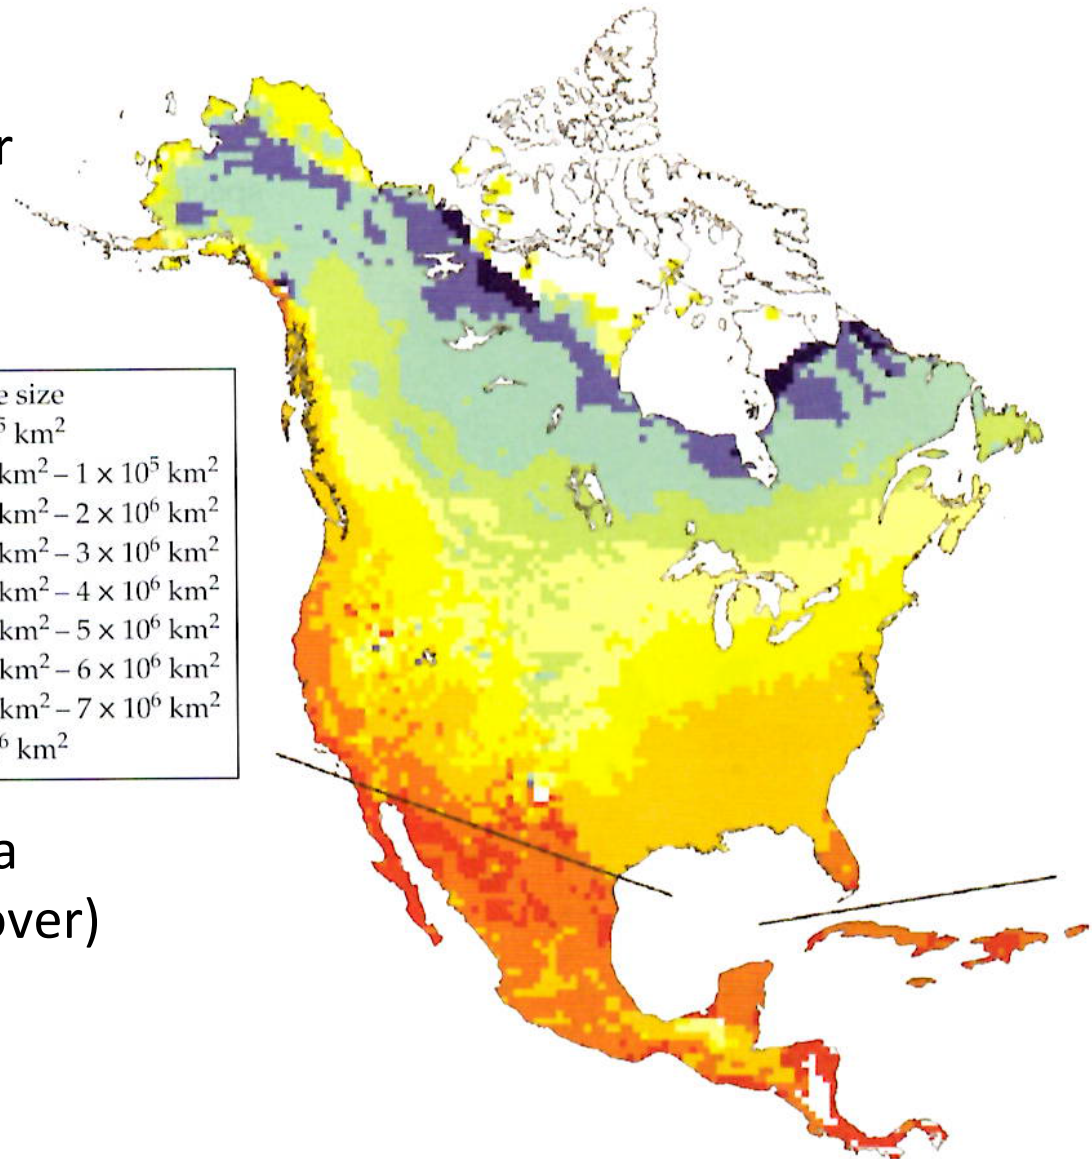 r
e size
⁵ km²
km² – 1 x 10⁵ km²
km² – 2 x 10⁶ km²
km² – 3 x 10⁶ km²
km² – 4 x 10⁶ km²
km² – 5 x 10⁶ km²
km² – 6 x 10⁶ km²
km² – 7 x 10⁶ km²
⁶ km²
a
over)